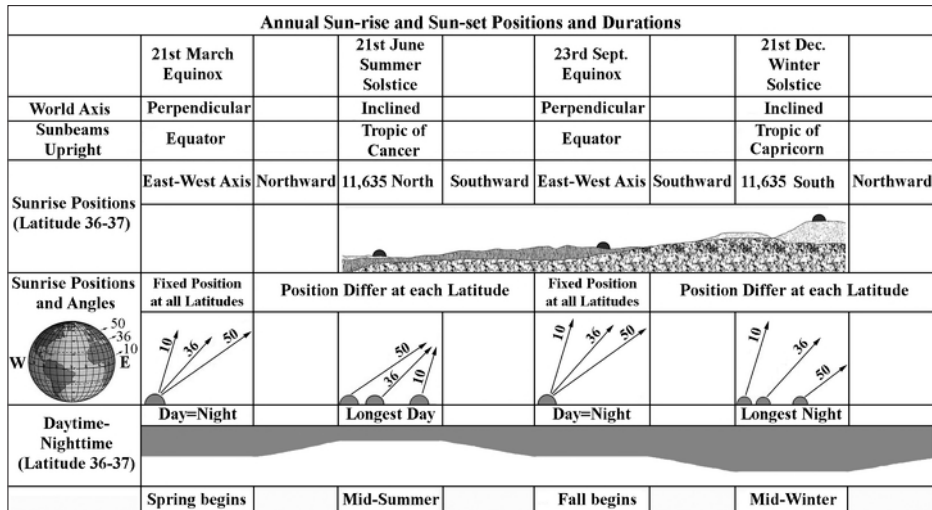 Annual Sun-rise and Sun-set Positions and Durations
21st March
Equinox
21st June
Summer
Solstice
23rd Sept.
Equinox
21st Dec.
Winter
Solstice
World Axis
Perpendicular
Inclined
Perpendicular
Inclined
Sunbeams
Upright
Equator
Tropic of
Cancer
Equator
Tropic of
Capricorn
Sunrise Positions
(Latitude 36-37)
East-West Axis
Northward
11,635 North
Southward
East-West Axis
Southward
11,635 South
Northward
Sunrise Positions
and Angles
Fixed Position
at all Latitudes
Position Differ at each Latitude
Fixed Position
at all Latitudes
Position Differ at each Latitude
W
50
36
10
E
10
36
50
50
36
10
10
36
50
10
36
50
Daytime-
Nighttime
(Latitude 36-37)
Day=Night
Longest Day
Day=Night
Longest Night
Spring begins
Mid-Summer
Fall begins
Mid-Winter